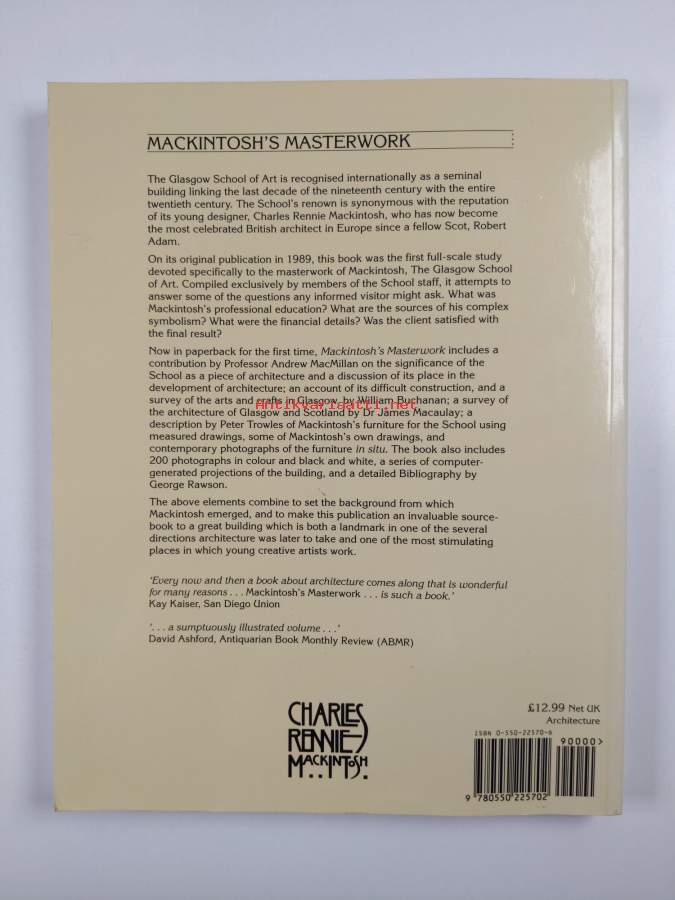 MACKINTOSH'S MASTERWORK
The Glasgow School of Art is recognised internationally as a seminal
building linking the last decade of the nineteenth century with the entire
twentieth century. The School's renown is synonymous with the reputation
of its young designer, Charles Rennie Mackintosh, who has now become
the most celebrated British architect in Europe since a fellow Scot, Robert
Adam.
On its original publication in 1989, this book was the first full-scale study
devoted specifically to the masterwork of Mackintosh, The Glasgow School
of Art. Compiled exclusively by members of the School staff, it attempts to
answer some of the questions any informed visitor might ask. What was
Mackintosh's professional education? What are the sources of his complex
symbolism? What were the financial details? Was the client satisfied with
the final result?
Now in paperback for the first time, Mackintosh's Masterwork includes a
contribution by Professor Andrew MacMillan on the significance of the
School as a piece of architecture and a discussion of its place in the
development of architecture; an account of its difficult construction, and a
survey of the arts and crafts in Glasgow, by William Buchanan; a survey of
the architecture of Glasgow and Scotland by Dr James Macaulay; a
description by Peter Trowles of Mackintosh's furniture for the School using
measured drawings, some of Mackintosh's own drawings, and
contemporary photographs of the furniture in situ. The book also includes
200 photographs in colour and black and white, a series of computer-
generated projections of the building, and a detailed Bibliography by
George Rawson.
The above elements combine to set the background from which
Mackintosh emerged, and to make this publication an invaluable source-
book to a great building which is both a landmark in one of the several
directions architecture was later to take and one of the most stimulating
places in which young creative artists work.
'Every now and then a book about architecture comes along that is wonderful
for many reasons . . . Mackintosh's Masterwork . . . is such a book.'
Kay Kaiser, San Diego Union
'. . . a sumptuously illustrated volume . . .'
David Ashford, Antiquarian Book Monthly Review (ABMR)
Antikvariaatti.net
CHARLES
RENNIE
MACKINTOSH
£12.99 Net UK
Architecture
ISBN 0-550-22570-6
90000>
9 780550 225702